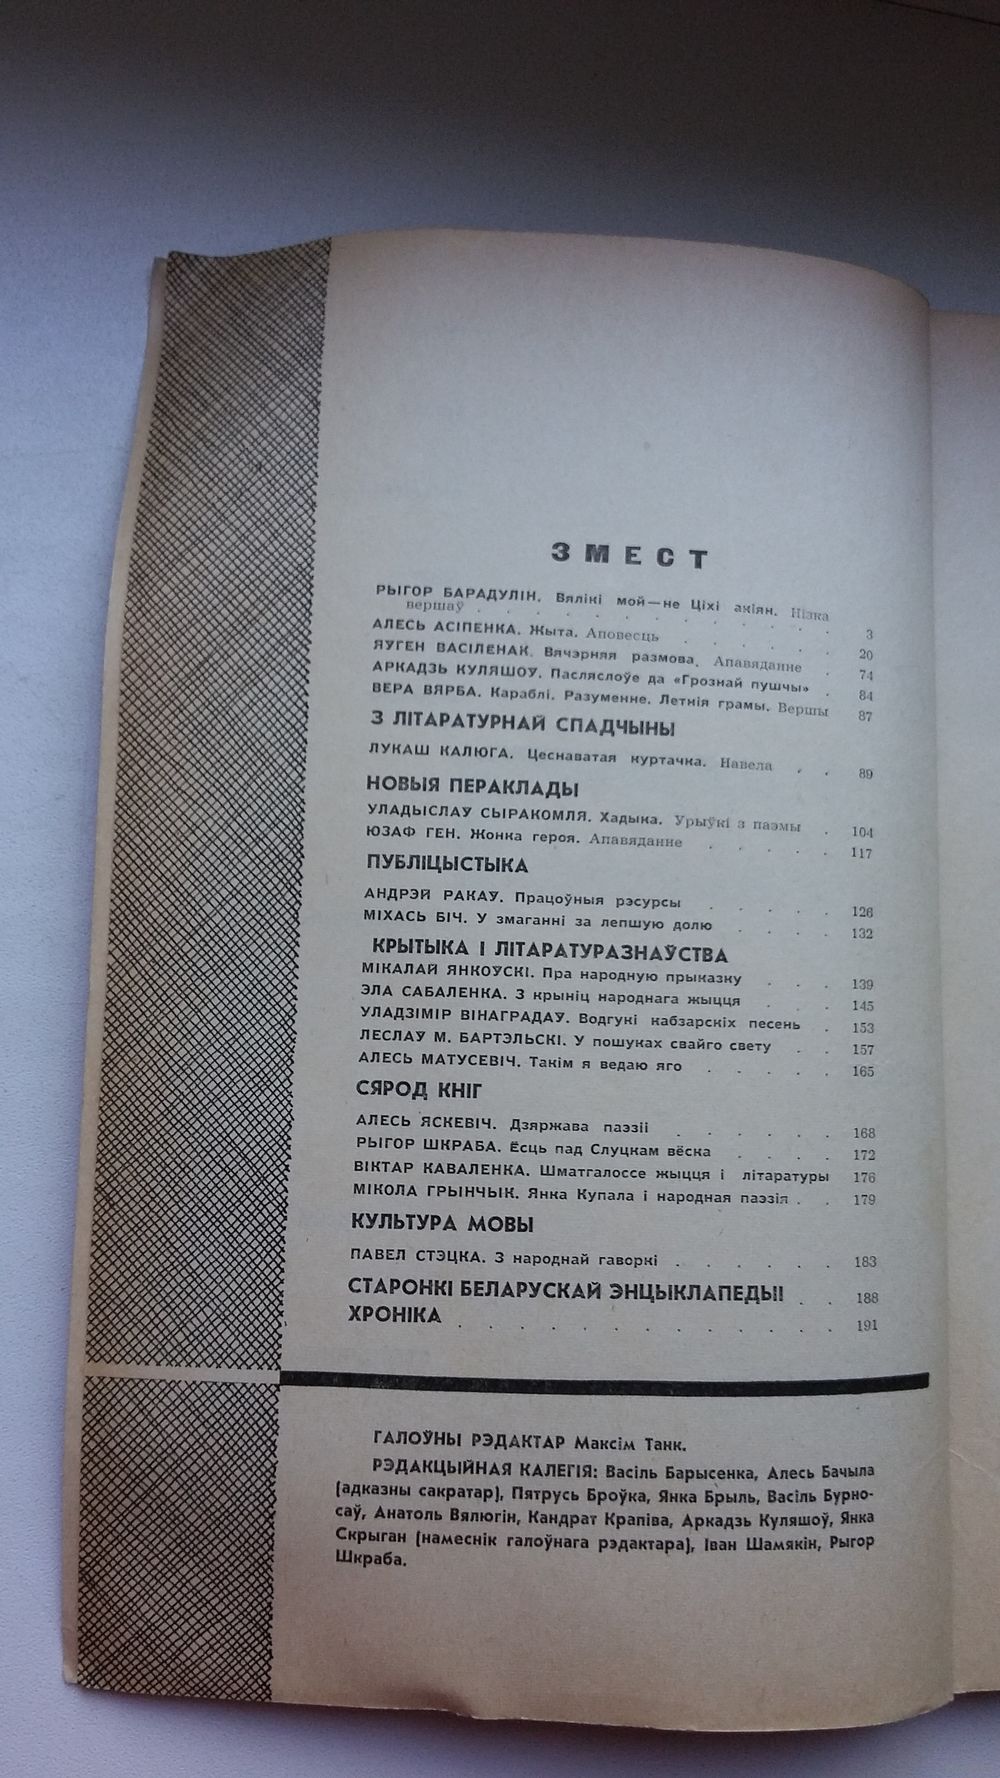 ЗМЕСТ
РЫГОР БАРАДУЛІН. Вялікі мой—не Ціхі акіян. Нізка
вершаў . . . . . . . . . . 3
АЛЕСЬ АСІПЕНКА. Жыта. Аповесць . . . . . 20
ЯЎГЕН ВАСІЛЕНАК. Вячэрняя размова. Апавяданне . 74
АРКАДЗЬ КУЛЯШОЎ. Пасляслоўе да «Грознай пушчы» . 84
ВЕРА ВЯРБА. Караблі. Разуменне. Летнія грамы. Вершы 87
З ЛІТАРАТУРНАЙ СПАДЧЫНЫ
ЛУКАШ КАЛЮГА. Цеснаватая куртачка. Навела . . 89
НОВЫЯ ПЕРАКЛАДЫ
УЛАДЫСЛАЎ СЫРАКОМЛЯ. Хадыка. Урыўкі з паэмы . 104
ЮЗАФ ГЕН. Жонка героя. Апавяданне . . . . . 117
ПУБЛІЦЫСТЫКА
АНДРЭЙ РАКАЎ. Працоўныя рэсурсы . . . . . 126
МІХАСЬ БІЧ. У змаганні за лепшую долю . . . . 132
КРЫТЫКА І ЛІТАРАТУРАЗНАЎСТВА
МІКАЛАЙ ЯНКОЎСКІ. Пра народную прыказку . . . 139
ЭЛА САБАЛЕНКА. З крыніц народнага жыцця . . . 145
УЛАДЗІМІР ВІНАГРАДАЎ. Водгукі кабзарскіх песень . 153
ЛЕСЛАЎ М. БАРТЭЛЬСКІ. У пошуках свайго свету . . 157
АЛЕСЬ МАТУСЕВІЧ. Такім я ведаю яго . . . . . 165
СЯРОД КНІГ
АЛЕСЬ ЯСКЕВІЧ. Дзяржава паэзіі . . . . . . 168
РЫГОР ШКРАБА. Ёсць пад Слуцкам вёска . . . . 172
ВІКТАР КАВАЛЕНКА. Шматгалоссе жыцця і літаратуры 176
МІКОЛА ГРЫНЧЫК. Янка Купала і народная паэзія . . 179
КУЛЬТУРА МОВЫ
ПАВЕЛ СТЭЦКА. З народнай гаворкі . . . . . . 183
СТАРОНКІ БЕЛАРУСКАЙ ЭНЦЫКЛАПЕДЫІ . . 188
ХРОНІКА . . . . . . . . . . . . . 191
ГАЛОЎНЫ РЭДАКТАР Максім Танк.
РЭДАКЦЫЙНАЯ КАЛЕГІЯ: Васіль Барысенка, Алесь Бачыла
(адказны сакратар), Пятрусь Броўка, Янка Брыль, Васіль Бурно-
саў, Анатоль Вялюгін, Кандрат Крапіва, Аркадзь Куляшоў, Янка
Скрыган (намеснік галоўнага рэдактара), Іван Шамякін, Рыгор
Шкраба.